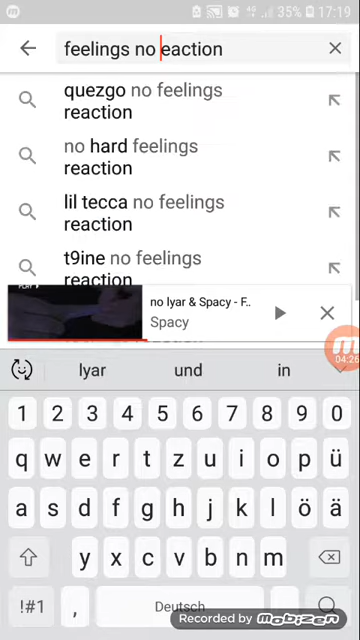 35% 17:19
feelings no eaction
quezgo no feelings
reaction
no hard feelings
reaction
lil tecca no feelings
reaction
t9ine no feelings
reaction
no lyar & Spacy - F..
Spacy
04:26
lyar und in
1 2 3 4 5 6 7 8 9 0
q w e r t z u i o p ü
a s d f g h j k l ö ä
y x c v b n m
!#1 , Deutsch .
Recorded by Mobizen